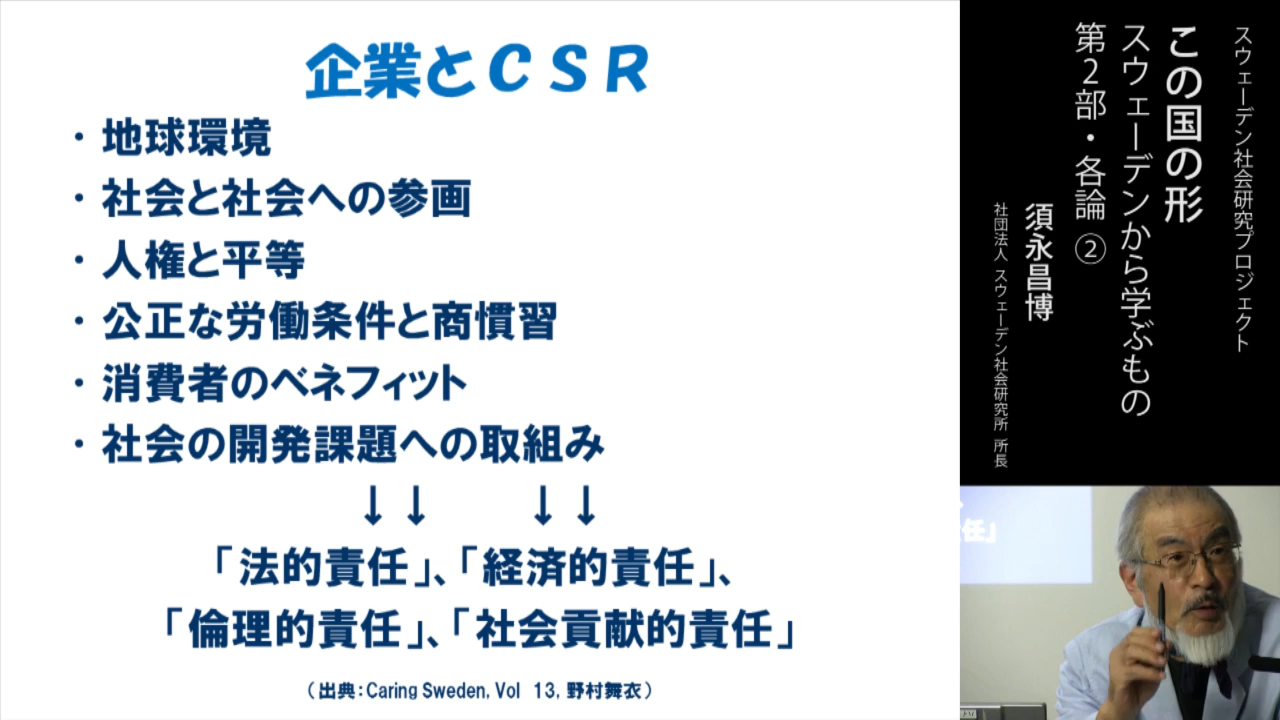 企業とＣＳＲ
・地球環境
・社会と社会への参画
・人権と平等
・公正な労働条件と商慣習
・消費者のベネフィット
・社会の開発課題への取組み
↓↓ ↓↓
「法的責任」、「経済的責任」、
「倫理的責任」、「社会貢献的責任」
（出典：Caring Sweden, Vol 13, 野村舞衣）
スウェーデン社会研究プロジェクト
この国の形
スウェーデンから学ぶもの
第２部・各論 ②
須永昌博
社団法人 スウェーデン社会研究所 所長
任」